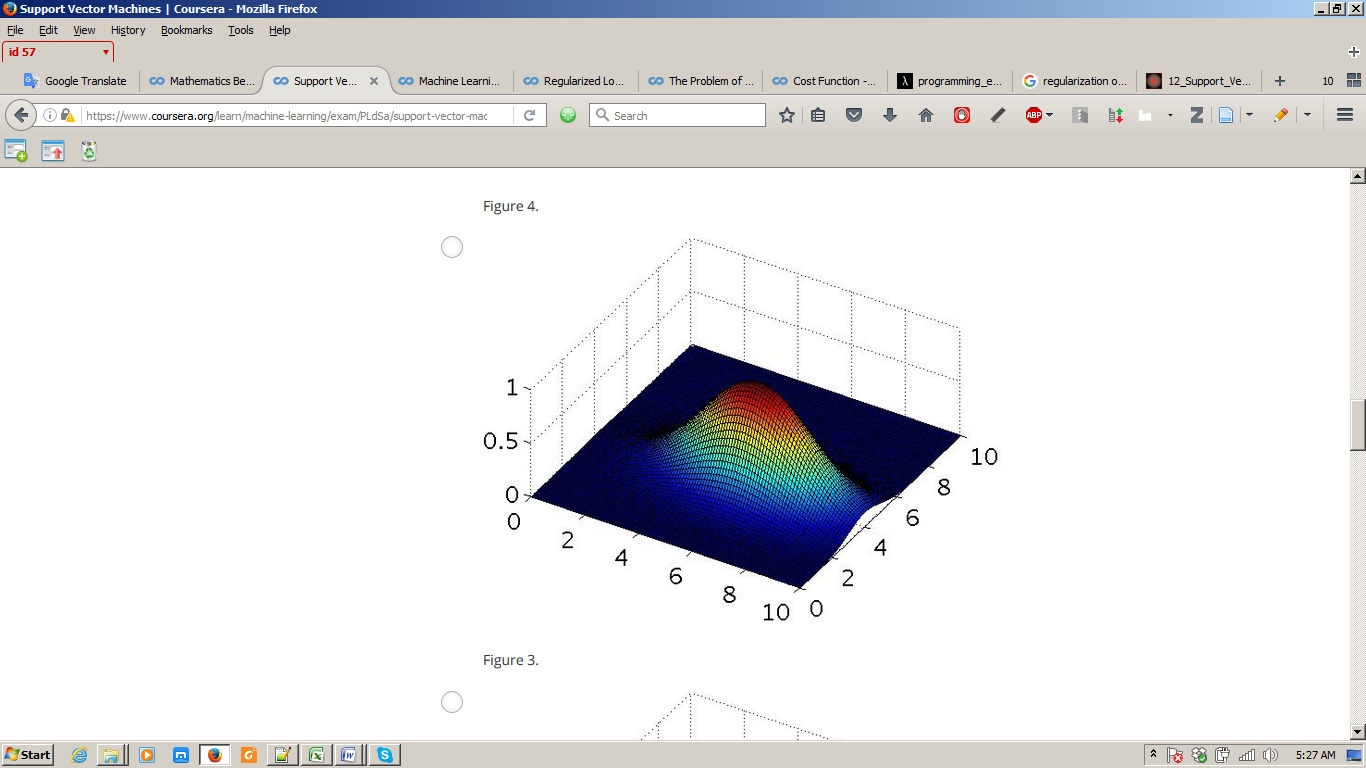 Support Vector Machines | Coursera - Mozilla Firefox
File Edit View History Bookmarks Tools Help
id 57
Google Translate Mathematics Be... Support Ve... Machine Learni... Regularized Lo... The Problem of ... Cost Function -... programming_e... regularization o... 12_Support_Ve... 10
https://www.coursera.org/learn/machine-learning/exam/PLdSa/support-vector-mac Search ABP
Figure 4.
1
0.5
0
0
2
4
6
8
10
0
2
4
6
8
10
Figure 3.
Start 5:27 AM